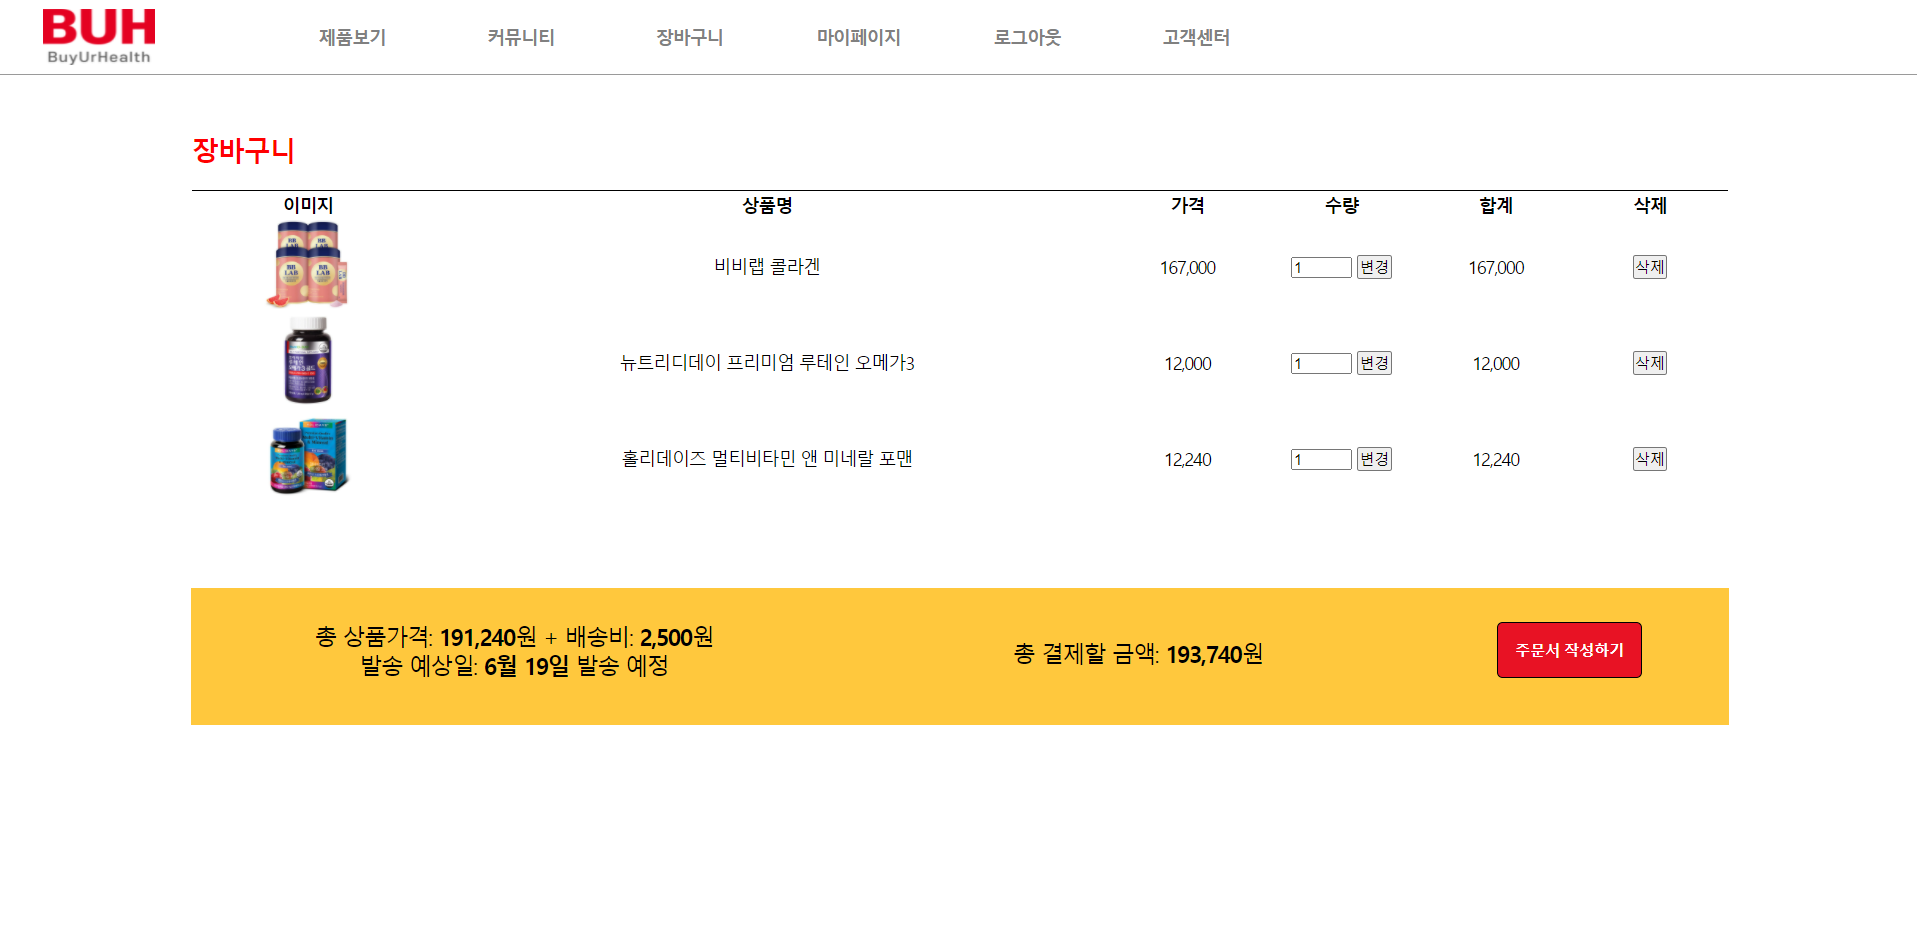 BUH
BuyUrHealth
제품보기 커뮤니티 장바구니 마이페이지 로그아웃 고객센터
장바구니
이미지 상품명 가격 수량 합계 삭제
BB LAB BB LAB
BB LAB BB LAB
비비랩 콜라겐 167,000 1 변경 167,000 삭제
뉴트리디데이 프리미엄 루테인 오메가3 12,000 1 변경 12,000 삭제
홀리데이즈 멀티비타민 앤 미네랄 포맨 12,240 1 변경 12,240 삭제
총 상품가격: 191,240원 + 배송비: 2,500원
발송 예상일: 6월 19일 발송 예정
총 결제할 금액: 193,740원
주문서 작성하기